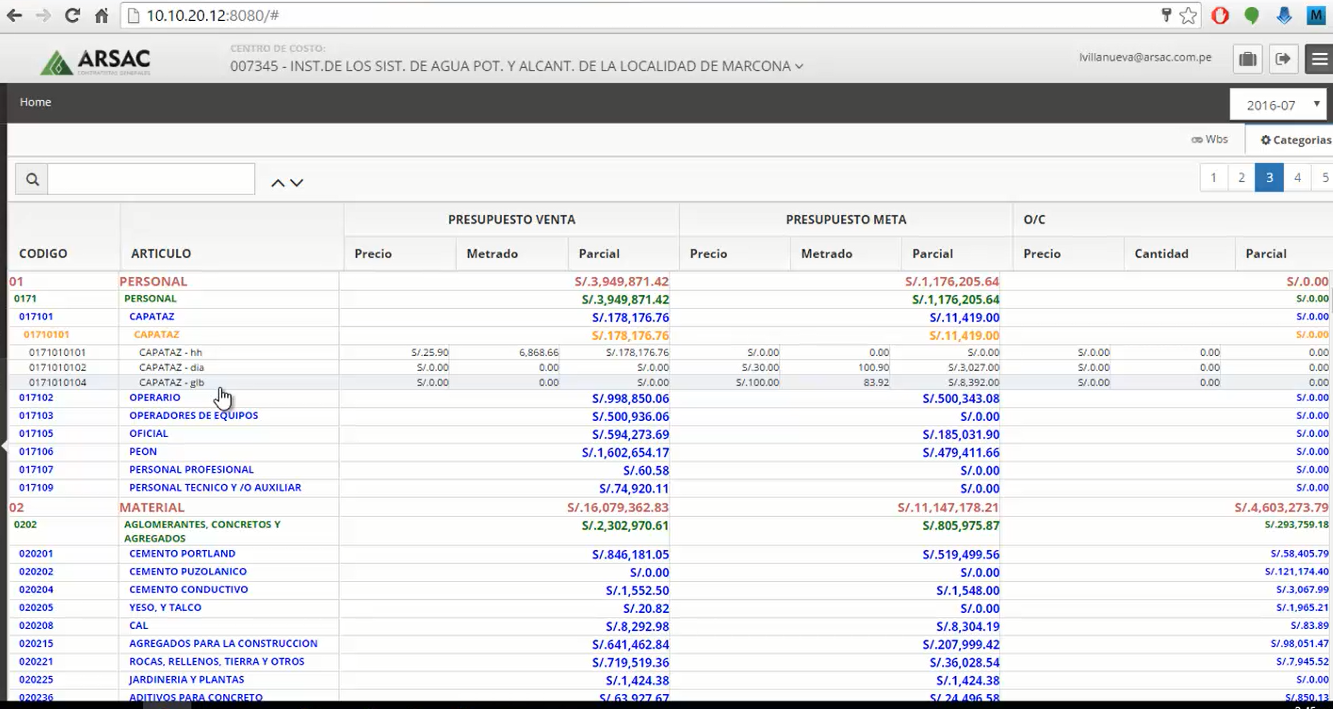 10.10.20.12:8080/#
M
ARSAC
CONTRATISTAS GENERALES
CENTRO DE COSTO:
007345 - INST.DE LOS SIST. DE AGUA POT. Y ALCANT. DE LA LOCALIDAD DE MARCONA
lvillanueva@arsac.com.pe
Home
2016-07
Wbs Categorias
1 2 3 4 5
PRESUPUESTO VENTA PRESUPUESTO META O/C
CODIGO ARTICULO Precio Metrado Parcial Precio Metrado Parcial Precio Cantidad Parcial
01 PERSONAL S/.3,949,871.42 S/.1,176,205.64 S/.0.00
0171 PERSONAL S/.3,949,871.42 S/.1,176,205.64 S/.0.00
017101 CAPATAZ S/.178,176.76 S/.11,419.00 S/.0.00
01710101 CAPATAZ S/.178,176.76 S/.11,419.00 S/.0.00
0171010101 CAPATAZ - hh S/.25.90 6,868.66 S/.178,176.76 S/.0.00 0.00 S/.0.00 S/.0.00 0.00 0.00
0171010102 CAPATAZ - dia S/.0.00 0.00 S/.0.00 S/.30.00 100.90 S/.3,027.00 S/.0.00 0.00 0.00
0171010104 CAPATAZ - glb S/.0.00 0.00 S/.0.00 S/.100.00 83.92 S/.8,392.00 S/.0.00 0.00 0.00
017102 OPERARIO S/.998,850.06 S/.500,343.08 S/.0.00
017103 OPERADORES DE EQUIPOS S/.500,936.06 S/.0.00 S/.0.00
017105 OFICIAL S/.594,273.69 S/.185,031.90 S/.0.00
017106 PEON S/.1,602,654.17 S/.479,411.66 S/.0.00
017107 PERSONAL PROFESIONAL S/.60.58 S/.0.00 S/.0.00
017109 PERSONAL TECNICO Y /O AUXILIAR S/.74,920.11 S/.0.00 S/.0.00
02 MATERIAL S/.16,079,362.83 S/.11,147,178.21 S/.4,603,273.79
0202 AGLOMERANTES, CONCRETOS Y S/.2,302,970.61 S/.805,975.87 S/.293,759.18
AGREGADOS
020201 CEMENTO PORTLAND S/.846,181.05 S/.519,499.56 S/.58,405.79
020202 CEMENTO PUZOLANICO S/.0.00 S/.0.00 S/.121,174.40
020204 CEMENTO CONDUCTIVO S/.1,552.50 S/.1,548.00 S/.3,067.99
020205 YESO, Y TALCO S/.20.82 S/.0.00 S/.1,965.21
020208 CAL S/.8,292.98 S/.8,304.19 S/.83.89
020215 AGREGADOS PARA LA CONSTRUCCION S/.641,462.84 S/.207,999.42 S/.98,051.47
020221 ROCAS, RELLENOS, TIERRA Y OTROS S/.719,519.36 S/.36,028.54 S/.7,945.52
020225 JARDINERIA Y PLANTAS S/.1,424.38 S/.1,424.38 S/.0.00
020236 ADITIVOS PARA CONCRETO S/.63,927.67 S/.24,496.58 S/.850.13